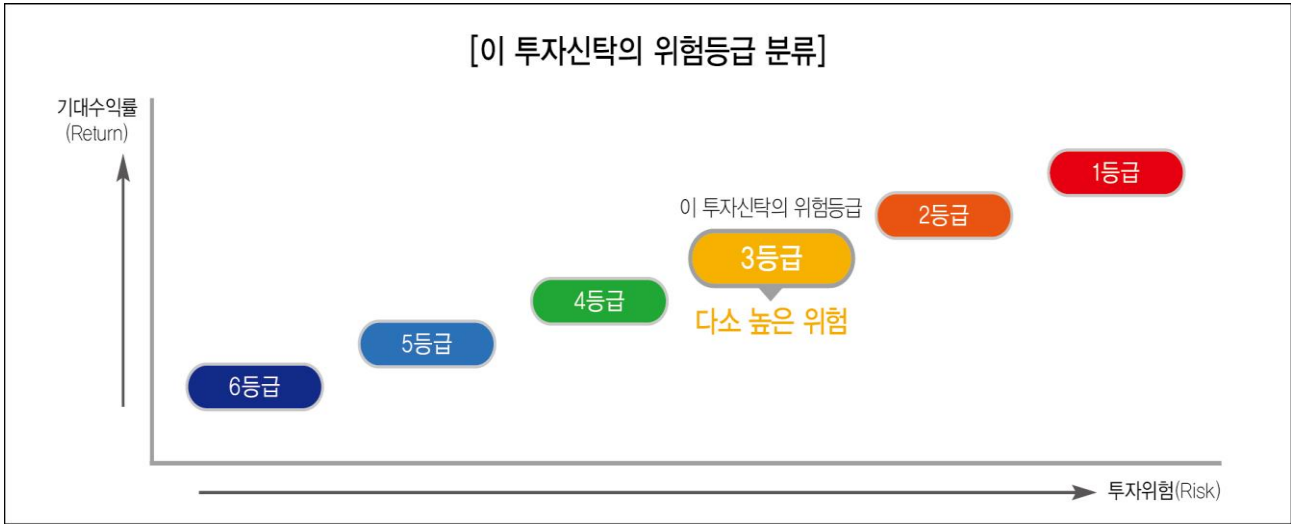 [이 투자신탁의 위험등급 분류]
기대수익률
(Return)
1등급
이 투자신탁의 위험등급
2등급
3등급
4등급
다소 높은 위험
5등급
6등급
투자위험(Risk)